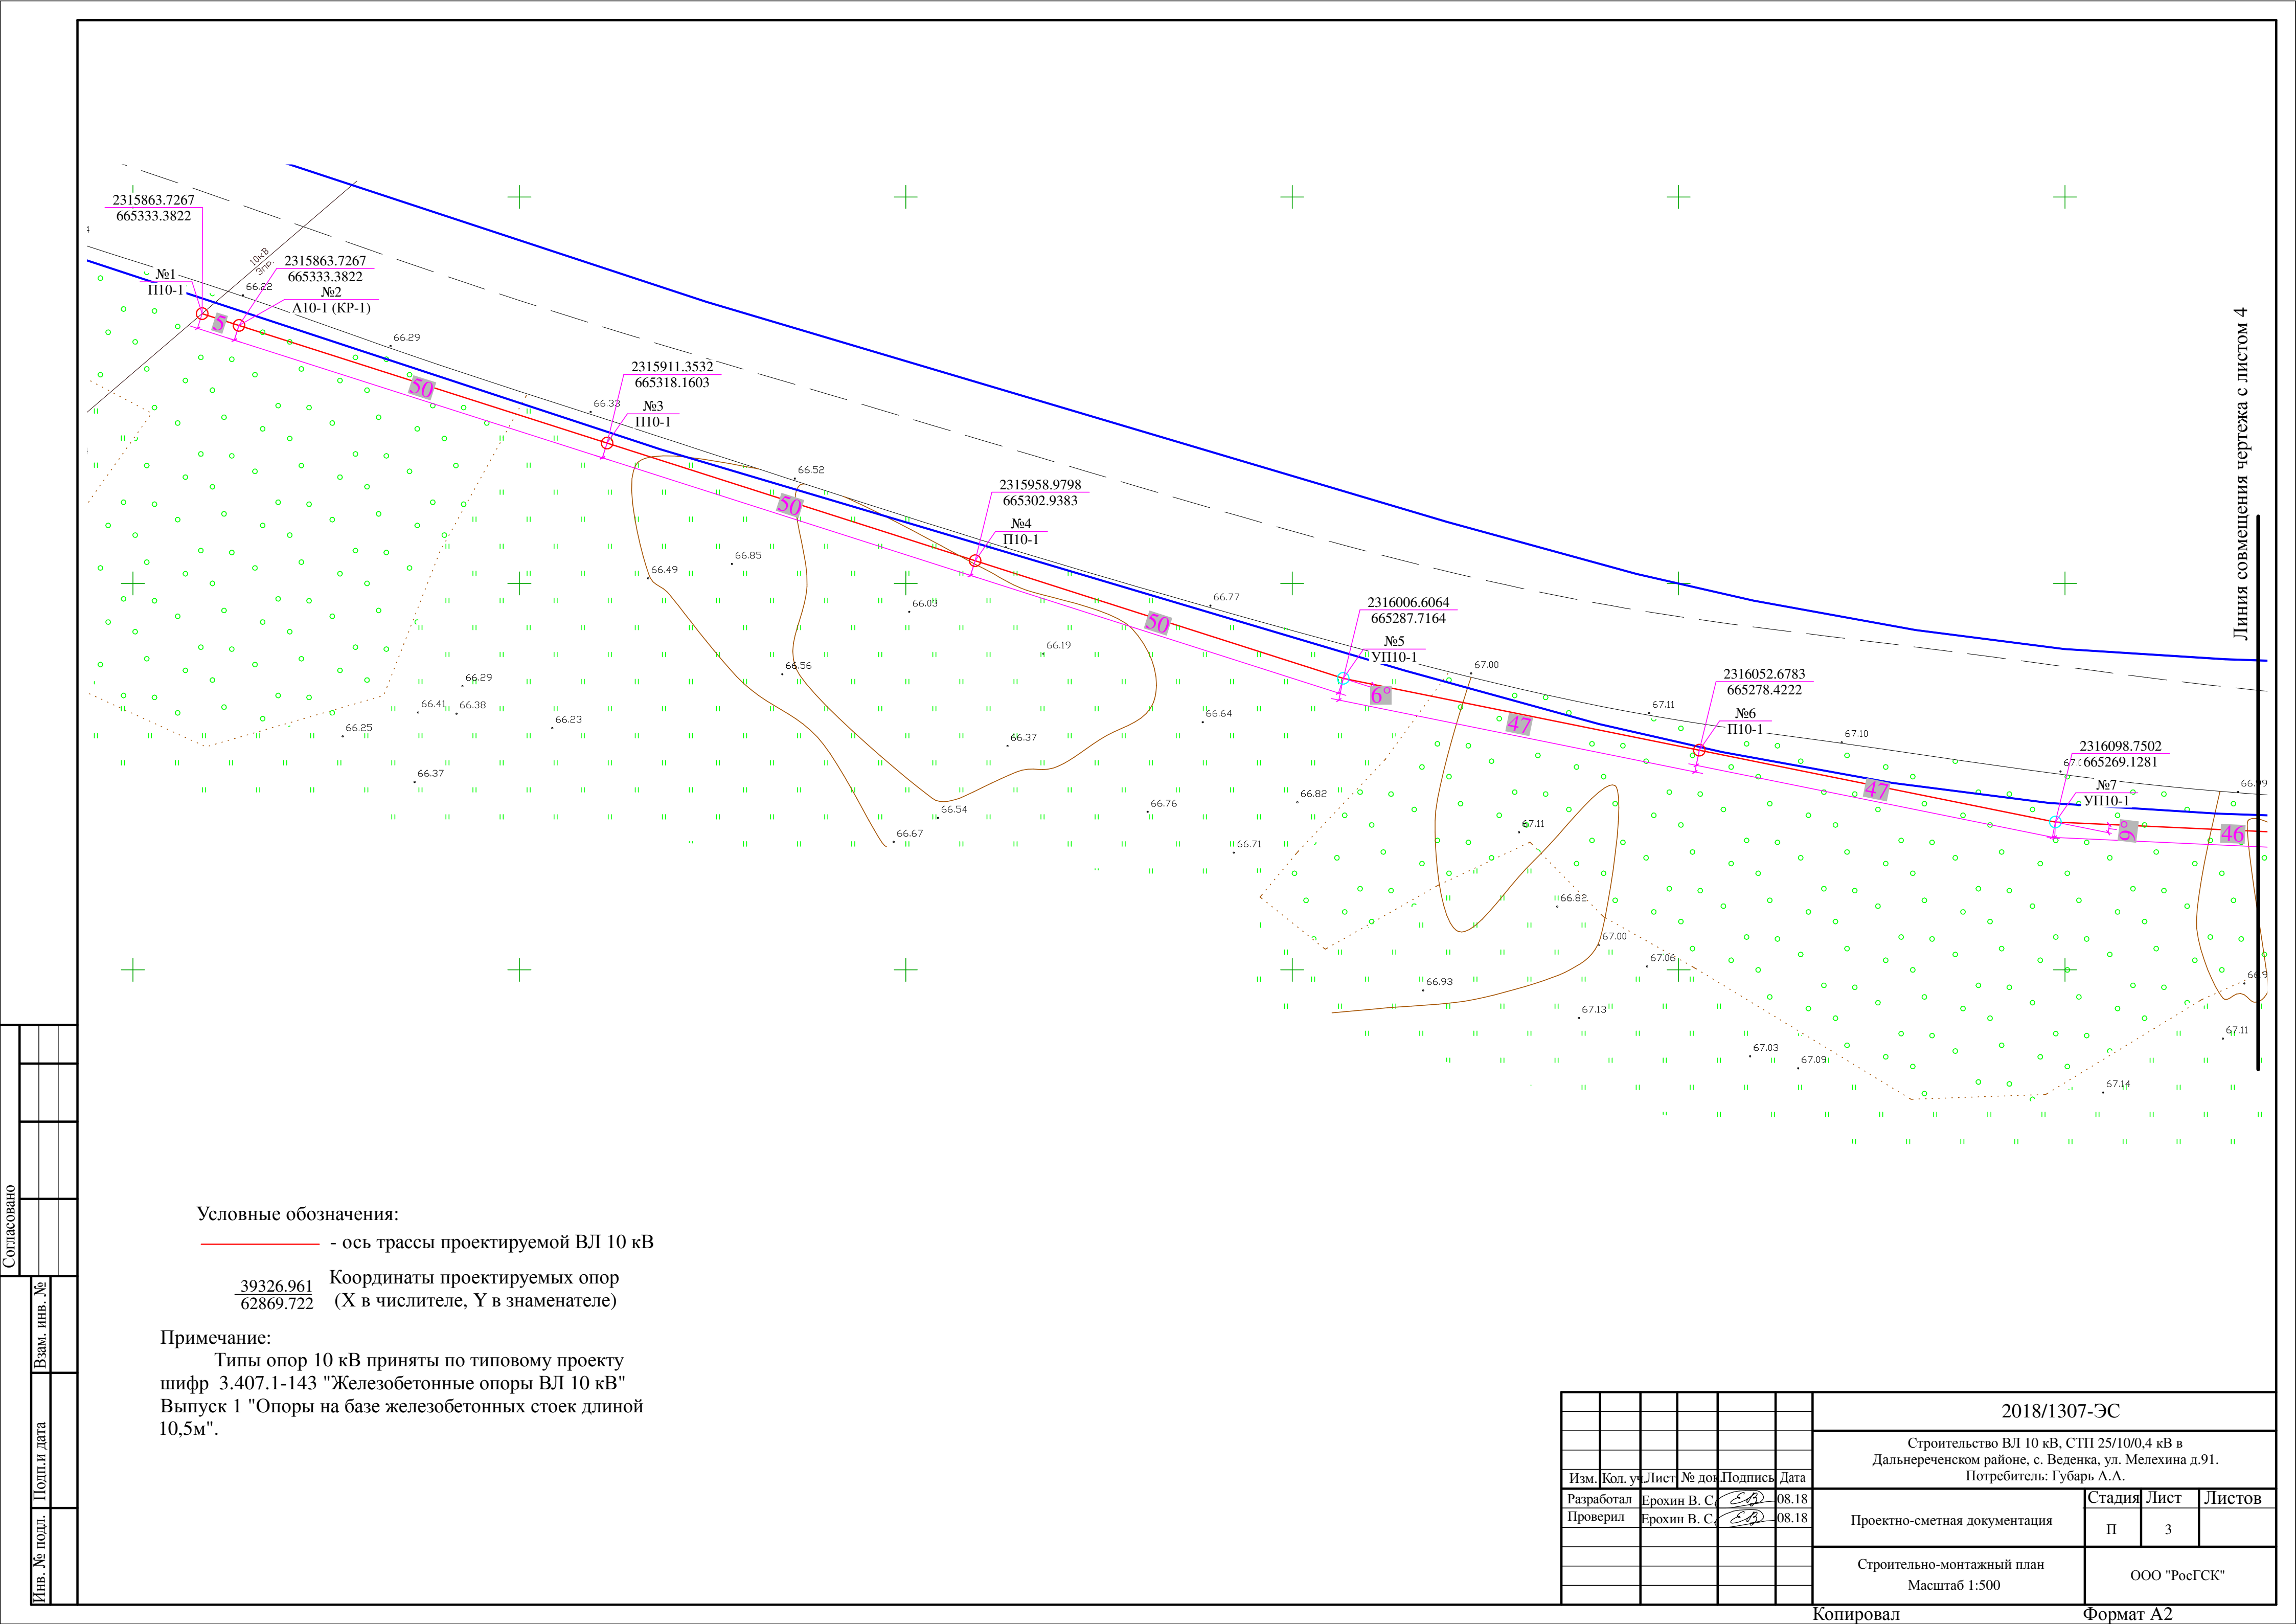 2315863.7267
665333.3822
№1
П10-1
10кВ
3пр.
66.22
2315863.7267
665333.3822
№2
А10-1 (КР-1)
5
50
66.29
66.33
2315911.3532
665318.1603
№3
П10-1
50
66.52
2315958.9798
665302.9383
№4
П10-1
50
66.77
2316006.6064
665287.7164
№5
УП10-1
6°
67.00
47
67.11
2316052.6783
665278.4222
№6
П10-1
67.10
47
2316098.7502
665269.1281
№7
УП10-1
66.99
9°
46
Линия совмещения чертежа с листом 4
66.49
66.85
66.03
66.19
66.56
66.29
66.41
66.38
66.25
66.23
66.37
66.64
66.37
66.54
66.67
66.76
66.82
66.71
67.11
66.82
67.00
67.06
66.93
67.13
67.03
67.09
67.14
67.11
66.9
Условные обозначения:
- ось трассы проектируемой ВЛ 10 кВ
39326.961
62869.722
Координаты проектируемых опор
(X в числителе, Y в знаменателе)
Примечание:
Типы опор 10 кВ приняты по типовому проекту
шифр 3.407.1-143 "Железобетонные опоры ВЛ 10 кВ"
Выпуск 1 "Опоры на базе железобетонных стоек длиной
10,5м".
Согласовано
Взам. инв. №
Подп.и дата
Инв. № подл.
2018/1307-ЭС
Строительство ВЛ 10 кВ, СТП 25/10/0,4 кВ в
Дальнереченском районе, с. Веденка, ул. Мелехина д.91.
Потребитель: Губарь А.А.
Изм. Кол. уч Лист № док. Подпись Дата
Разработал Ерохин В. С. 08.18
Проверил Ерохин В. С. 08.18
Проектно-сметная документация
Стадия Лист Листов
П 3
Строительно-монтажный план
Масштаб 1:500
ООО "РосГСК"
Копировал Формат А2